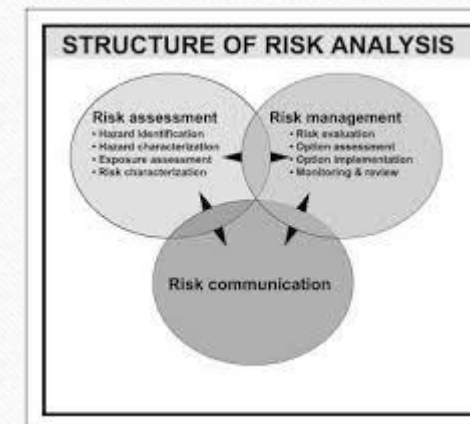 STRUCTURE OF RISK ANALYSIS
Risk assessment
• Hazard identification
• Hazard characterization
• Exposure assessment
• Risk characterization
Risk management
• Risk evaluation
• Option assessment
• Option implementation
• Monitoring & review
Risk communication